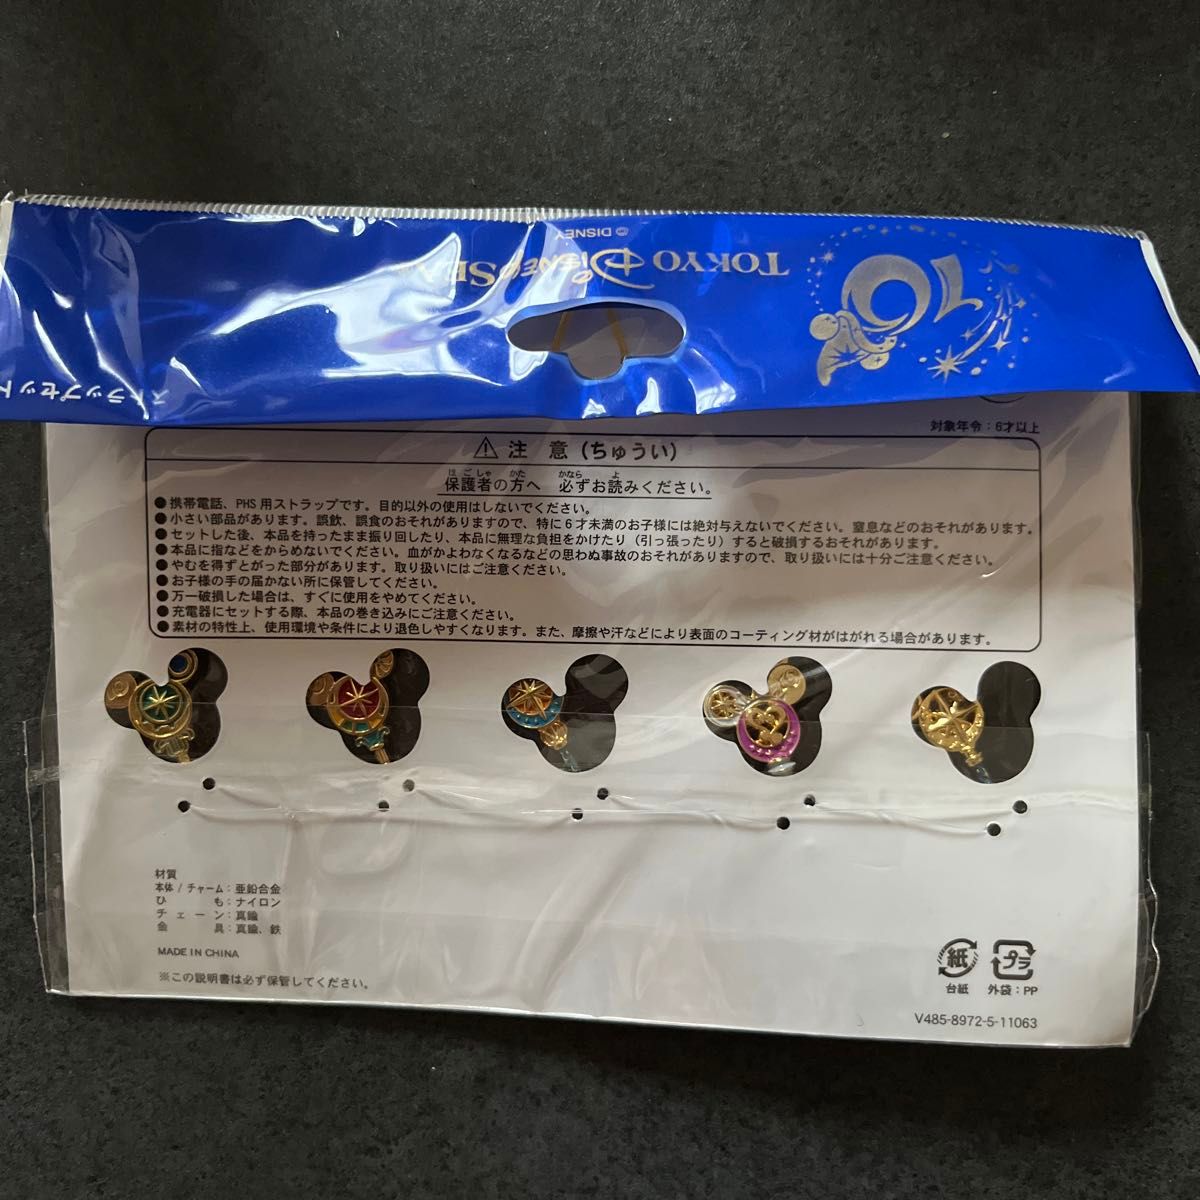 © DISNEY
TOKYO DISNEYSEA
10
ストラップセット
対象年令：6才以上
⚠注 意（ちゅうい）
保護者の方へ 必ずお読みください。
ほごしゃ かた かなら よ
●携帯電話、PHS用ストラップです。目的以外の使用はしないでください。
●小さい部品があります。誤飲、誤食のおそれがありますので、特に6才未満のお子様には絶対与えないでください。窒息などのおそれがあります。
●セットした後、本品を持ったまま振り回したり、本品に無理な負担をかけたり（引っ張ったり）すると破損するおそれがあります。
●本品に指などをからめないでください。血がかよわなくなるなどの思わぬ事故のおそれがありますので、取り扱いには十分ご注意ください。
●やむを得ずとがった部分があります。取り扱いにはご注意ください。
●お子様の手の届かない所に保管してください。
●万一破損した場合は、すぐに使用をやめてください。
●充電器にセットする際、本品の巻き込みにご注意ください。
●素材の特性上、使用環境や条件により退色しやすくなります。また、摩擦や汗などにより表面のコーティング材がはがれる場合があります。
材質
本体／チャーム：亜鉛合金
ひも：ナイロン
チェーン：真鍮
金具：真鍮、鉄
MADE IN CHINA
※この説明書は必ず保管してください。
紙
台紙
プラ
外袋：PP
V485-8972-5-11063